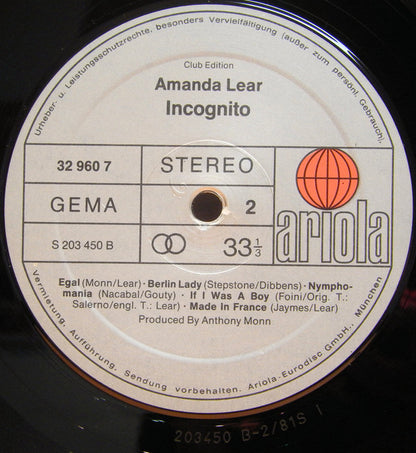 Urheber- u. Leistungsschutzrechte, besonders Vervielfältigung (außer zum persönl. Gebrauch),
Club Edition
Amanda Lear
Incognito
32 960 7
STEREO
GEMA
2
ariola
S 203 450 B
33 1/3
Egal (Monn/Lear) · Berlin Lady (Stepstone/Dibbens) · Nympho-
mania (Nacabal/Gouty) · If I Was A Boy (Foini/Orig. T.:
Salerno/engl. T.: Lear) · Made In France (Jaymes/Lear)
Produced By Anthony Monn
Vermietung, Aufführung, Sendung vorbehalten. Ariola-Eurodisc GmbH., München
203450 B-2/81S I